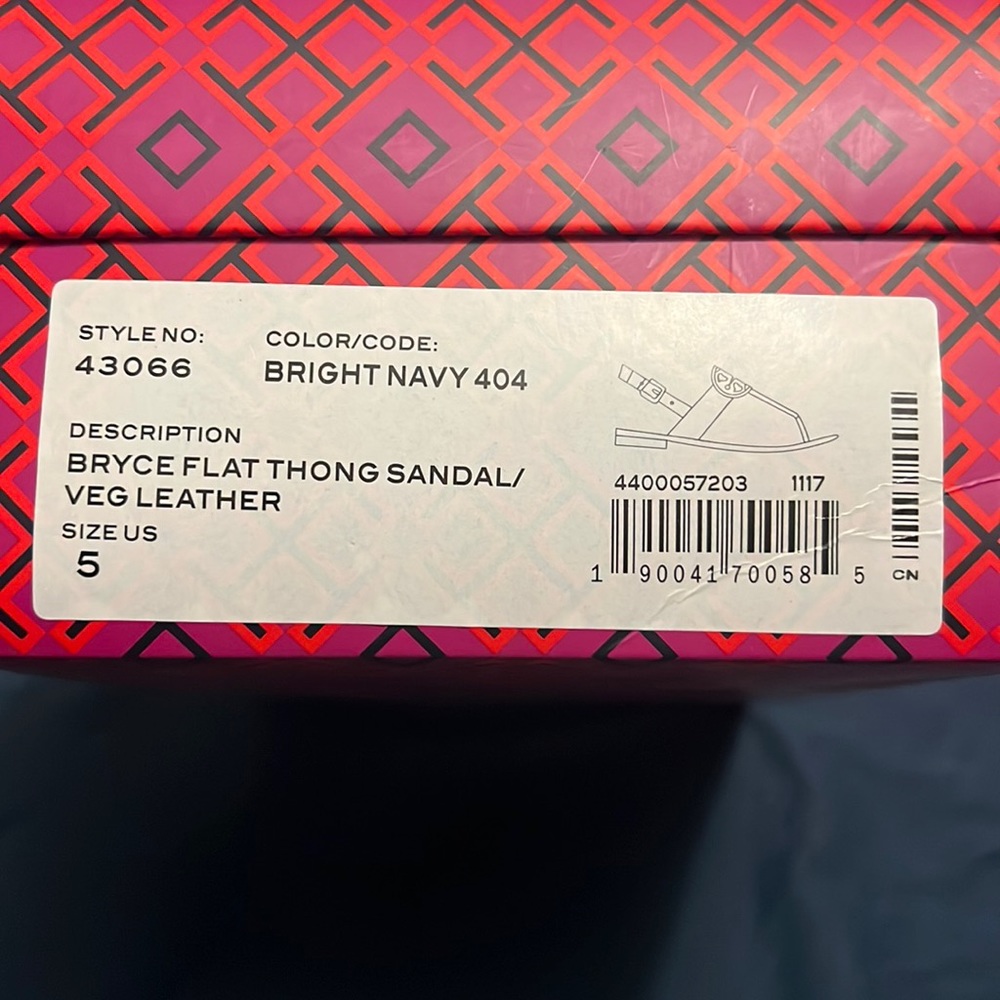 STYLE NO:
43066
COLOR/CODE:
BRIGHT NAVY 404
DESCRIPTION
BRYCE FLAT THONG SANDAL/
VEG LEATHER
SIZE US
5
4400057203 1117
1 90041 70058 5
CN